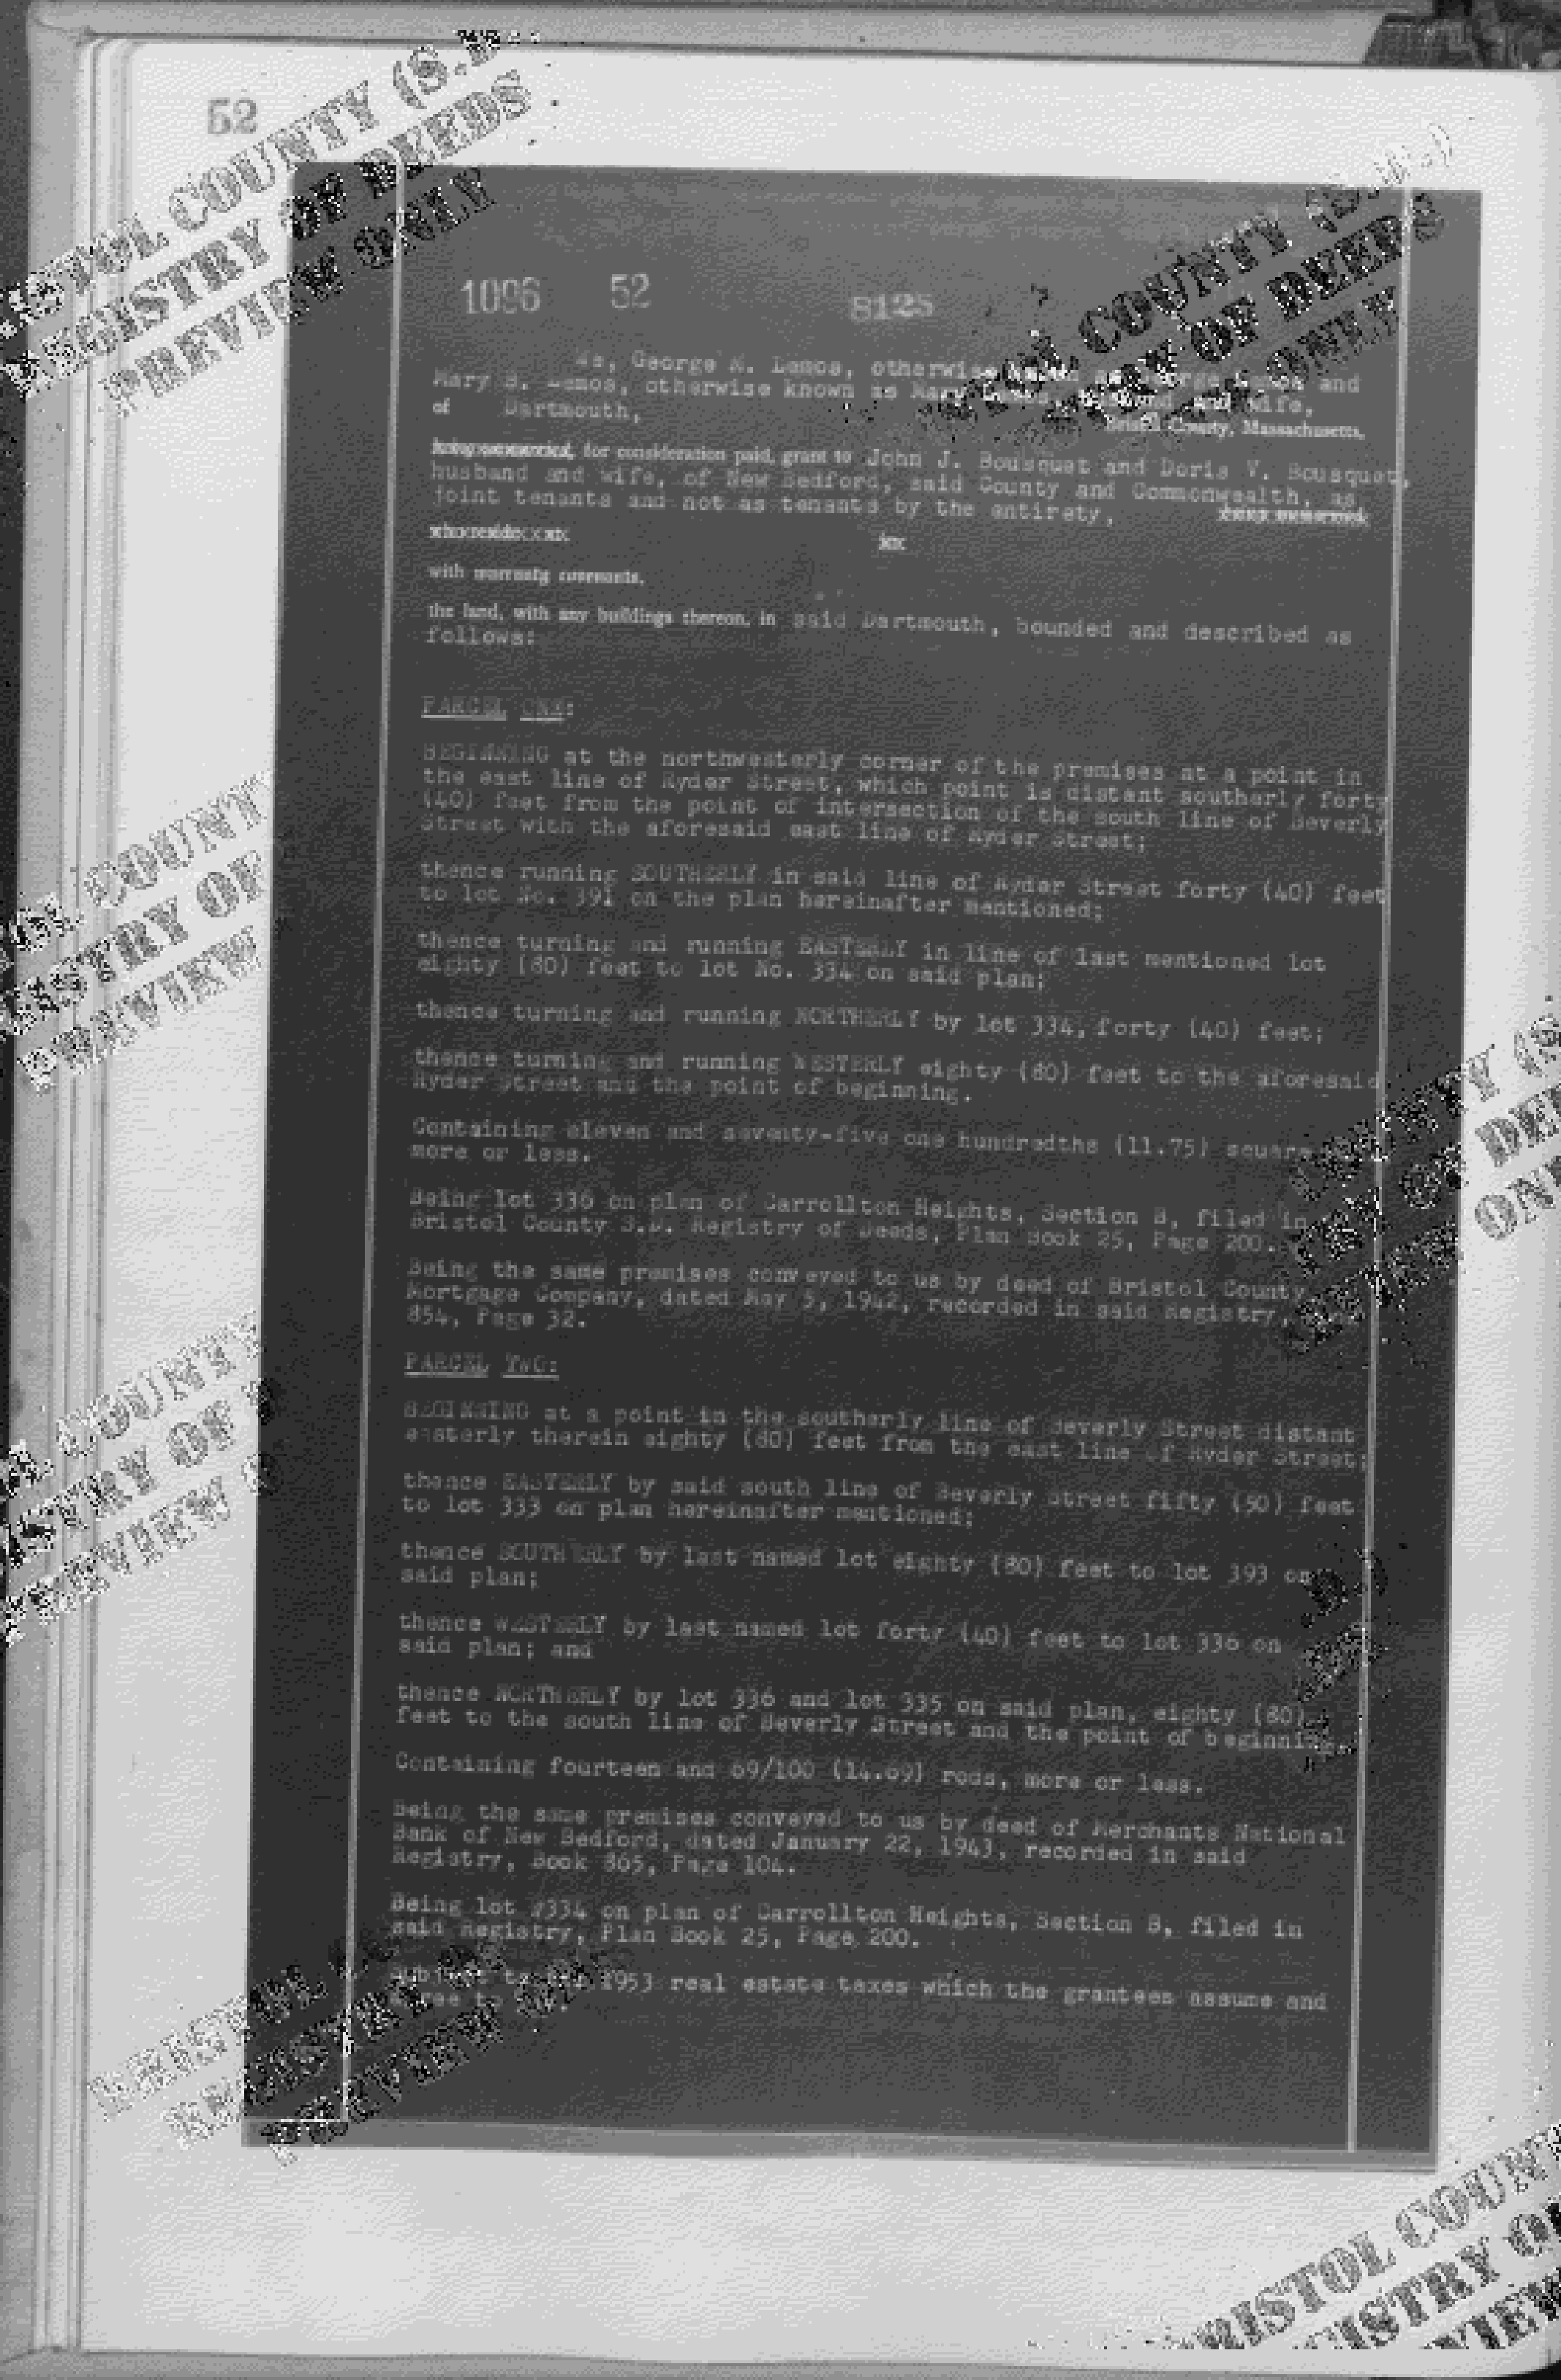 52
1096 52 8125
We, George M. Lemos, otherwise known as George Lemos and
Mary S. Lemos, otherwise known as Mary Lemos, husband and wife,
of Dartmouth,
Bristol County, Massachusetts,
being unmarried, for consideration paid, grant to John J. Bousquet and Doris V. Bousquet,
husband and wife, of New Bedford, said County and Commonwealth, as
joint tenants and not as tenants by the entirety,
with warranty covenants,
the land, with any buildings thereon, in said Dartmouth, bounded and described as
follows:
PARCEL ONE:
BEGINNING at the northwesterly corner of the premises at a point in
the east line of Ryder Street, which point is distant southerly forty
(40) feet from the point of intersection of the south line of Beverly
Street with the aforesaid east line of Ryder Street;
thence running SOUTHERLY in said line of Ryder Street forty (40) feet
to lot No. 391 on the plan hereinafter mentioned;
thence turning and running EASTERLY in line of last mentioned lot
eighty (80) feet to lot No. 334 on said plan;
thence turning and running NORTHERLY by lot 334, forty (40) feet;
thence turning and running WESTERLY eighty (80) feet to the aforesaid
Ryder Street and the point of beginning.
Containing eleven and seventy-five one hundredths (11.75) square
more or less.
Being lot 336 on plan of Carrollton Heights, Section B, filed in
Bristol County S.D. Registry of Deeds, Plan Book 25, Page 200.
Being the same premises conveyed to us by deed of Bristol County
Mortgage Company, dated May 5, 1942, recorded in said Registry,
854, Page 32.
PARCEL TWO:
BEGINNING at a point in the southerly line of Beverly Street distant
easterly therein eighty (80) feet from the east line of Ryder Street;
thence EASTERLY by said south line of Beverly Street fifty (50) feet
to lot 333 on plan hereinafter mentioned;
thence SOUTHERLY by last named lot eighty (80) feet to lot 393 on
said plan;
thence WESTERLY by last named lot forty (40) feet to lot 336 on
said plan; and
thence NORTHERLY by lot 336 and lot 335 on said plan, eighty (80)
feet to the south line of Beverly Street and the point of beginning.
Containing fourteen and 69/100 (14.69) rods, more or less.
Being the same premises conveyed to us by deed of Merchants National
Bank of New Bedford, dated January 22, 1943, recorded in said
Registry, Book 865, Page 104.
Being lot #334 on plan of Carrollton Heights, Section B, filed in
said Registry, Plan Book 25, Page 200.
Subject to the 1953 real estate taxes which the grantees assume and
agree to pay.